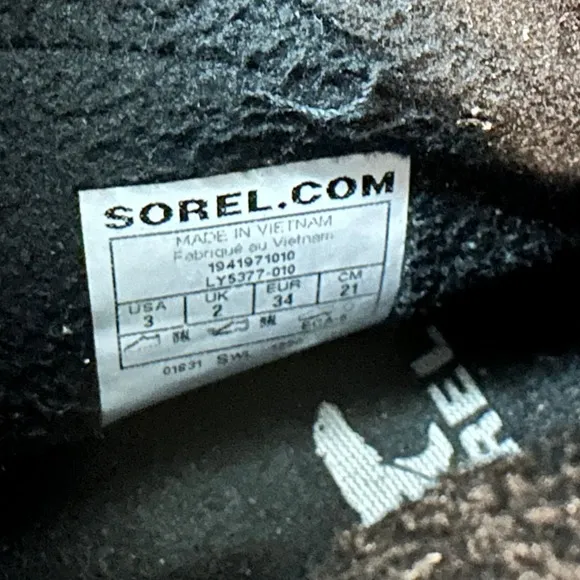 SOREL.COM
MADE IN VIETNAM
Fabriqué au Vietnam
1941971010
LY5377-010
USA UK EUR CM
3 2 34 21
01631 SWL
REL